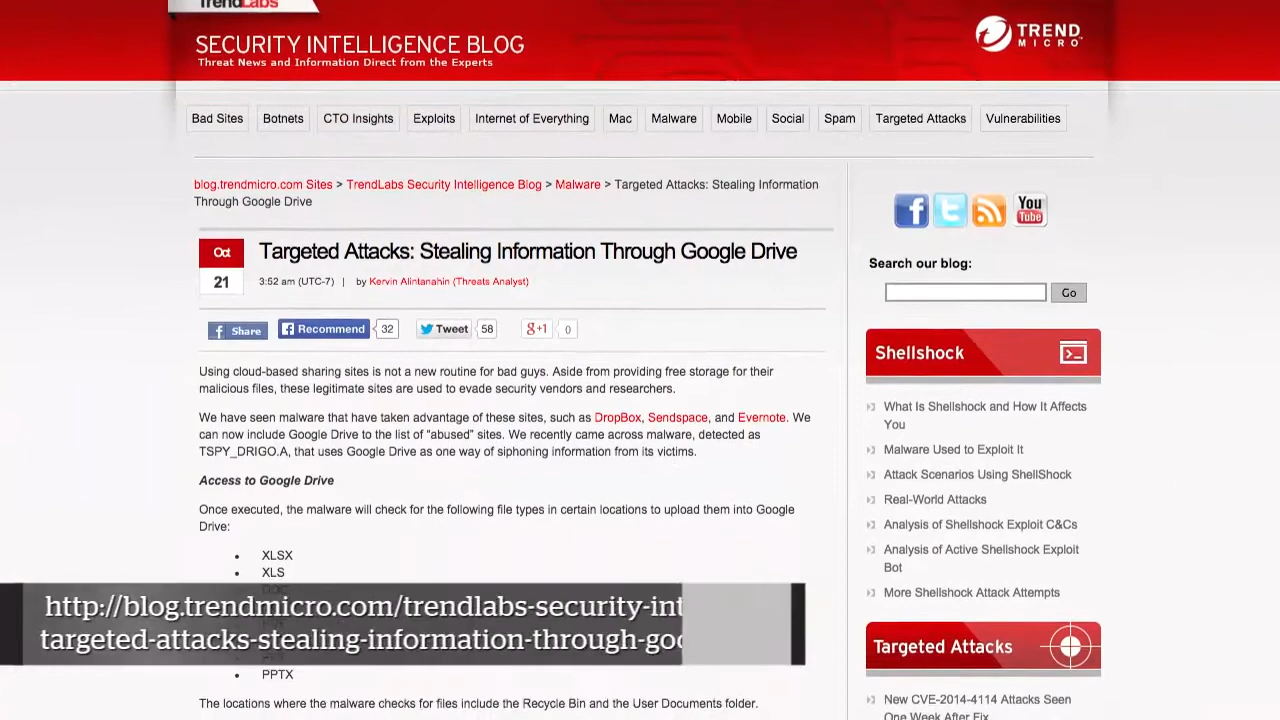 TrendLabs
SECURITY INTELLIGENCE BLOG
Threat News and Information Direct from the Experts
TREND
MICRO
Bad Sites
Botnets
CTO Insights
Exploits
Internet of Everything
Mac
Malware
Mobile
Social
Spam
Targeted Attacks
Vulnerabilities
blog.trendmicro.com Sites > TrendLabs Security Intelligence Blog > Malware > Targeted Attacks: Stealing Information
Through Google Drive
Oct
21
Targeted Attacks: Stealing Information Through Google Drive
3:52 am (UTC-7) | by Kervin Alintanahin (Threats Analyst)
Share
Recommend
32
Tweet
58
+1
0
Using cloud-based sharing sites is not a new routine for bad guys. Aside from providing free storage for their
malicious files, these legitimate sites are used to evade security vendors and researchers.
We have seen malware that have taken advantage of these sites, such as DropBox, Sendspace, and Evernote. We
can now include Google Drive to the list of “abused” sites. We recently came across malware, detected as
TSPY_DRIGO.A, that uses Google Drive as one way of siphoning information from its victims.
Access to Google Drive
Once executed, the malware will check for the following file types in certain locations to upload them into Google
Drive:
• XLSX
• XLS
http://blog.trendmicro.com/trendlabs-security-int
targeted-attacks-stealing-information-through-goo
• PPTX
The locations where the malware checks for files include the Recycle Bin and the User Documents folder.
You
Tube
Search our blog:
Go
Shellshock
What Is Shellshock and How It Affects
You
Malware Used to Exploit It
Attack Scenarios Using ShellShock
Real-World Attacks
Analysis of Shellshock Exploit C&Cs
Analysis of Active Shellshock Exploit
Bot
More Shellshock Attack Attempts
Targeted Attacks
New CVE-2014-4114 Attacks Seen
One Week After Fix